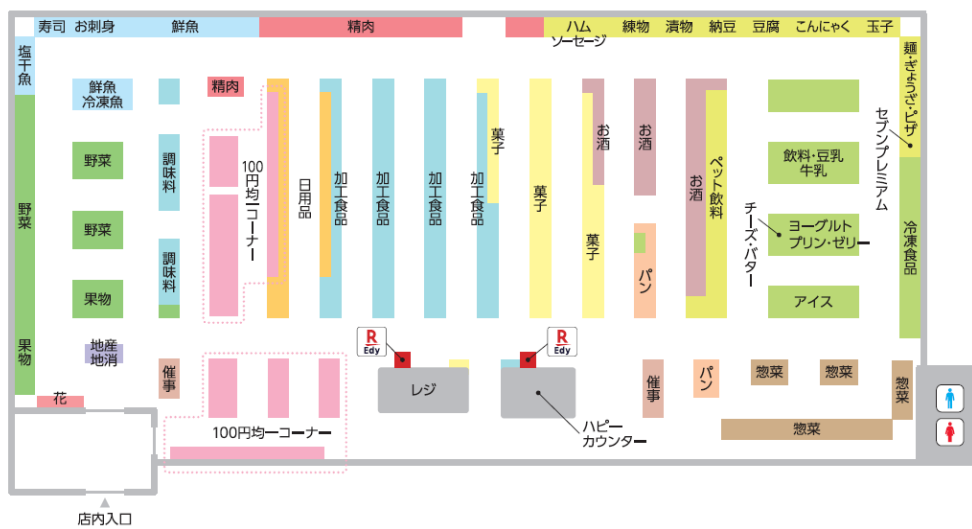 寿司
お刺身
鮮魚
精肉
ハム
ソーセージ
練物
漬物
納豆
豆腐
こんにゃく
玉子
塩干魚
麺・ぎょうざ・ピザ
セブンプレミアム
鮮魚
冷凍魚
精肉
野菜
調味料
100円均一コーナー
日用品
加工食品
加工食品
加工食品
加工食品
菓子
菓子
菓子
お酒
お酒
お酒
ペット飲料
飲料・豆乳
牛乳
野菜
野菜
チーズ・バター
ヨーグルト
プリン・ゼリー
冷凍食品
調味料
パン
果物
アイス
果物
地産
地消
催事
R
Edy
R
Edy
レジ
催事
パン
惣菜
惣菜
惣菜
花
100円均一コーナー
ハピー
カウンター
惣菜
店内入口